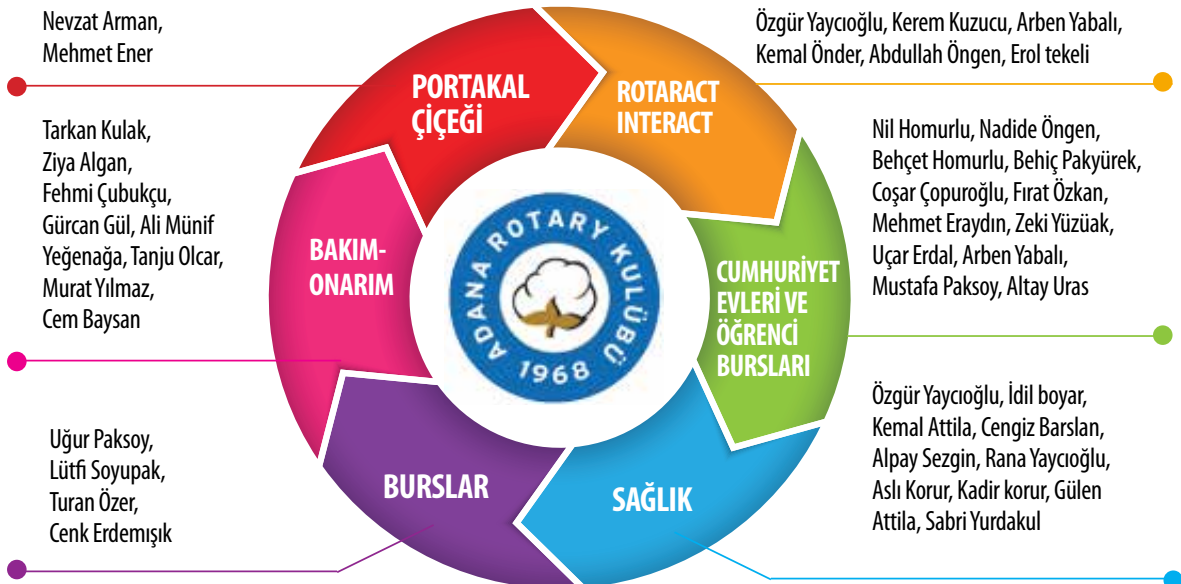 Nevzat Arman,
Mehmet Ener
Özgür Yaycıoğlu, Kerem Kuzucu, Arben Yabalı,
Kemal Önder, Abdullah Öngen, Erol tekeli
PORTAKAL
ÇİÇEĞİ
ROTARACT
INTERACT
Tarkan Kulak,
Ziya Algan,
Fehmi Çubukçu,
Gürcan Gül, Ali Münif
Yeğenağa, Tanju Olcar,
Murat Yılmaz,
Cem Baysan
BAKIM-
ONARIM
ADANA ROTARY KULÜBÜ
1968
CUMHURİYET
EVLERİ VE
ÖĞRENCİ
BURSLARI
Nil Homurlu, Nadide Öngen,
Behçet Homurlu, Behiç Pakyürek,
Coşar Çopuroğlu, Fırat Özkan,
Mehmet Eraydın, Zeki Yüzüak,
Uçar Erdal, Arben Yabalı,
Mustafa Paksoy, Altay Uras
Uğur Paksoy,
Lütfi Soyupak,
Turan Özer,
Cenk Erdemışık
BURSLAR
SAĞLIK
Özgür Yaycıoğlu, İdil boyar,
Kemal Attila, Cengiz Barslan,
Alpay Sezgin, Rana Yaycıoğlu,
Aslı Korur, Kadir korur, Gülen
Attila, Sabri Yurdakul